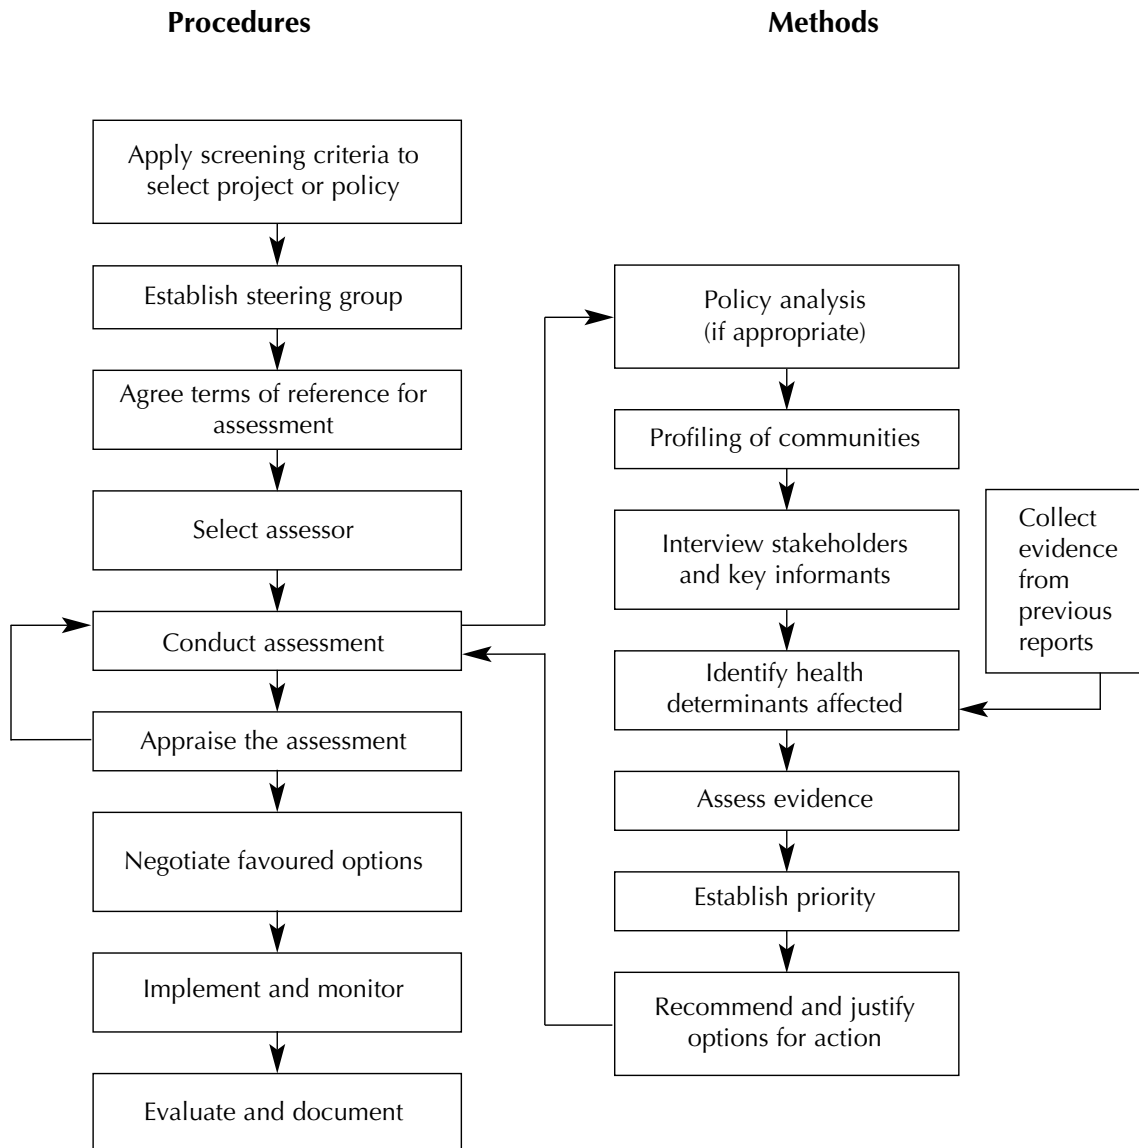 Procedures
Methods
Apply screening criteria to
select project or policy
Establish steering group
Agree terms of reference for
assessment
Select assessor
Conduct assessment
Appraise the assessment
Negotiate favoured options
Implement and monitor
Evaluate and document
Policy analysis
(if appropriate)
Profiling of communities
Interview stakeholders
and key informants
Identify health
determinants affected
Assess evidence
Establish priority
Recommend and justify
options for action
Collect
evidence
from
previous
reports